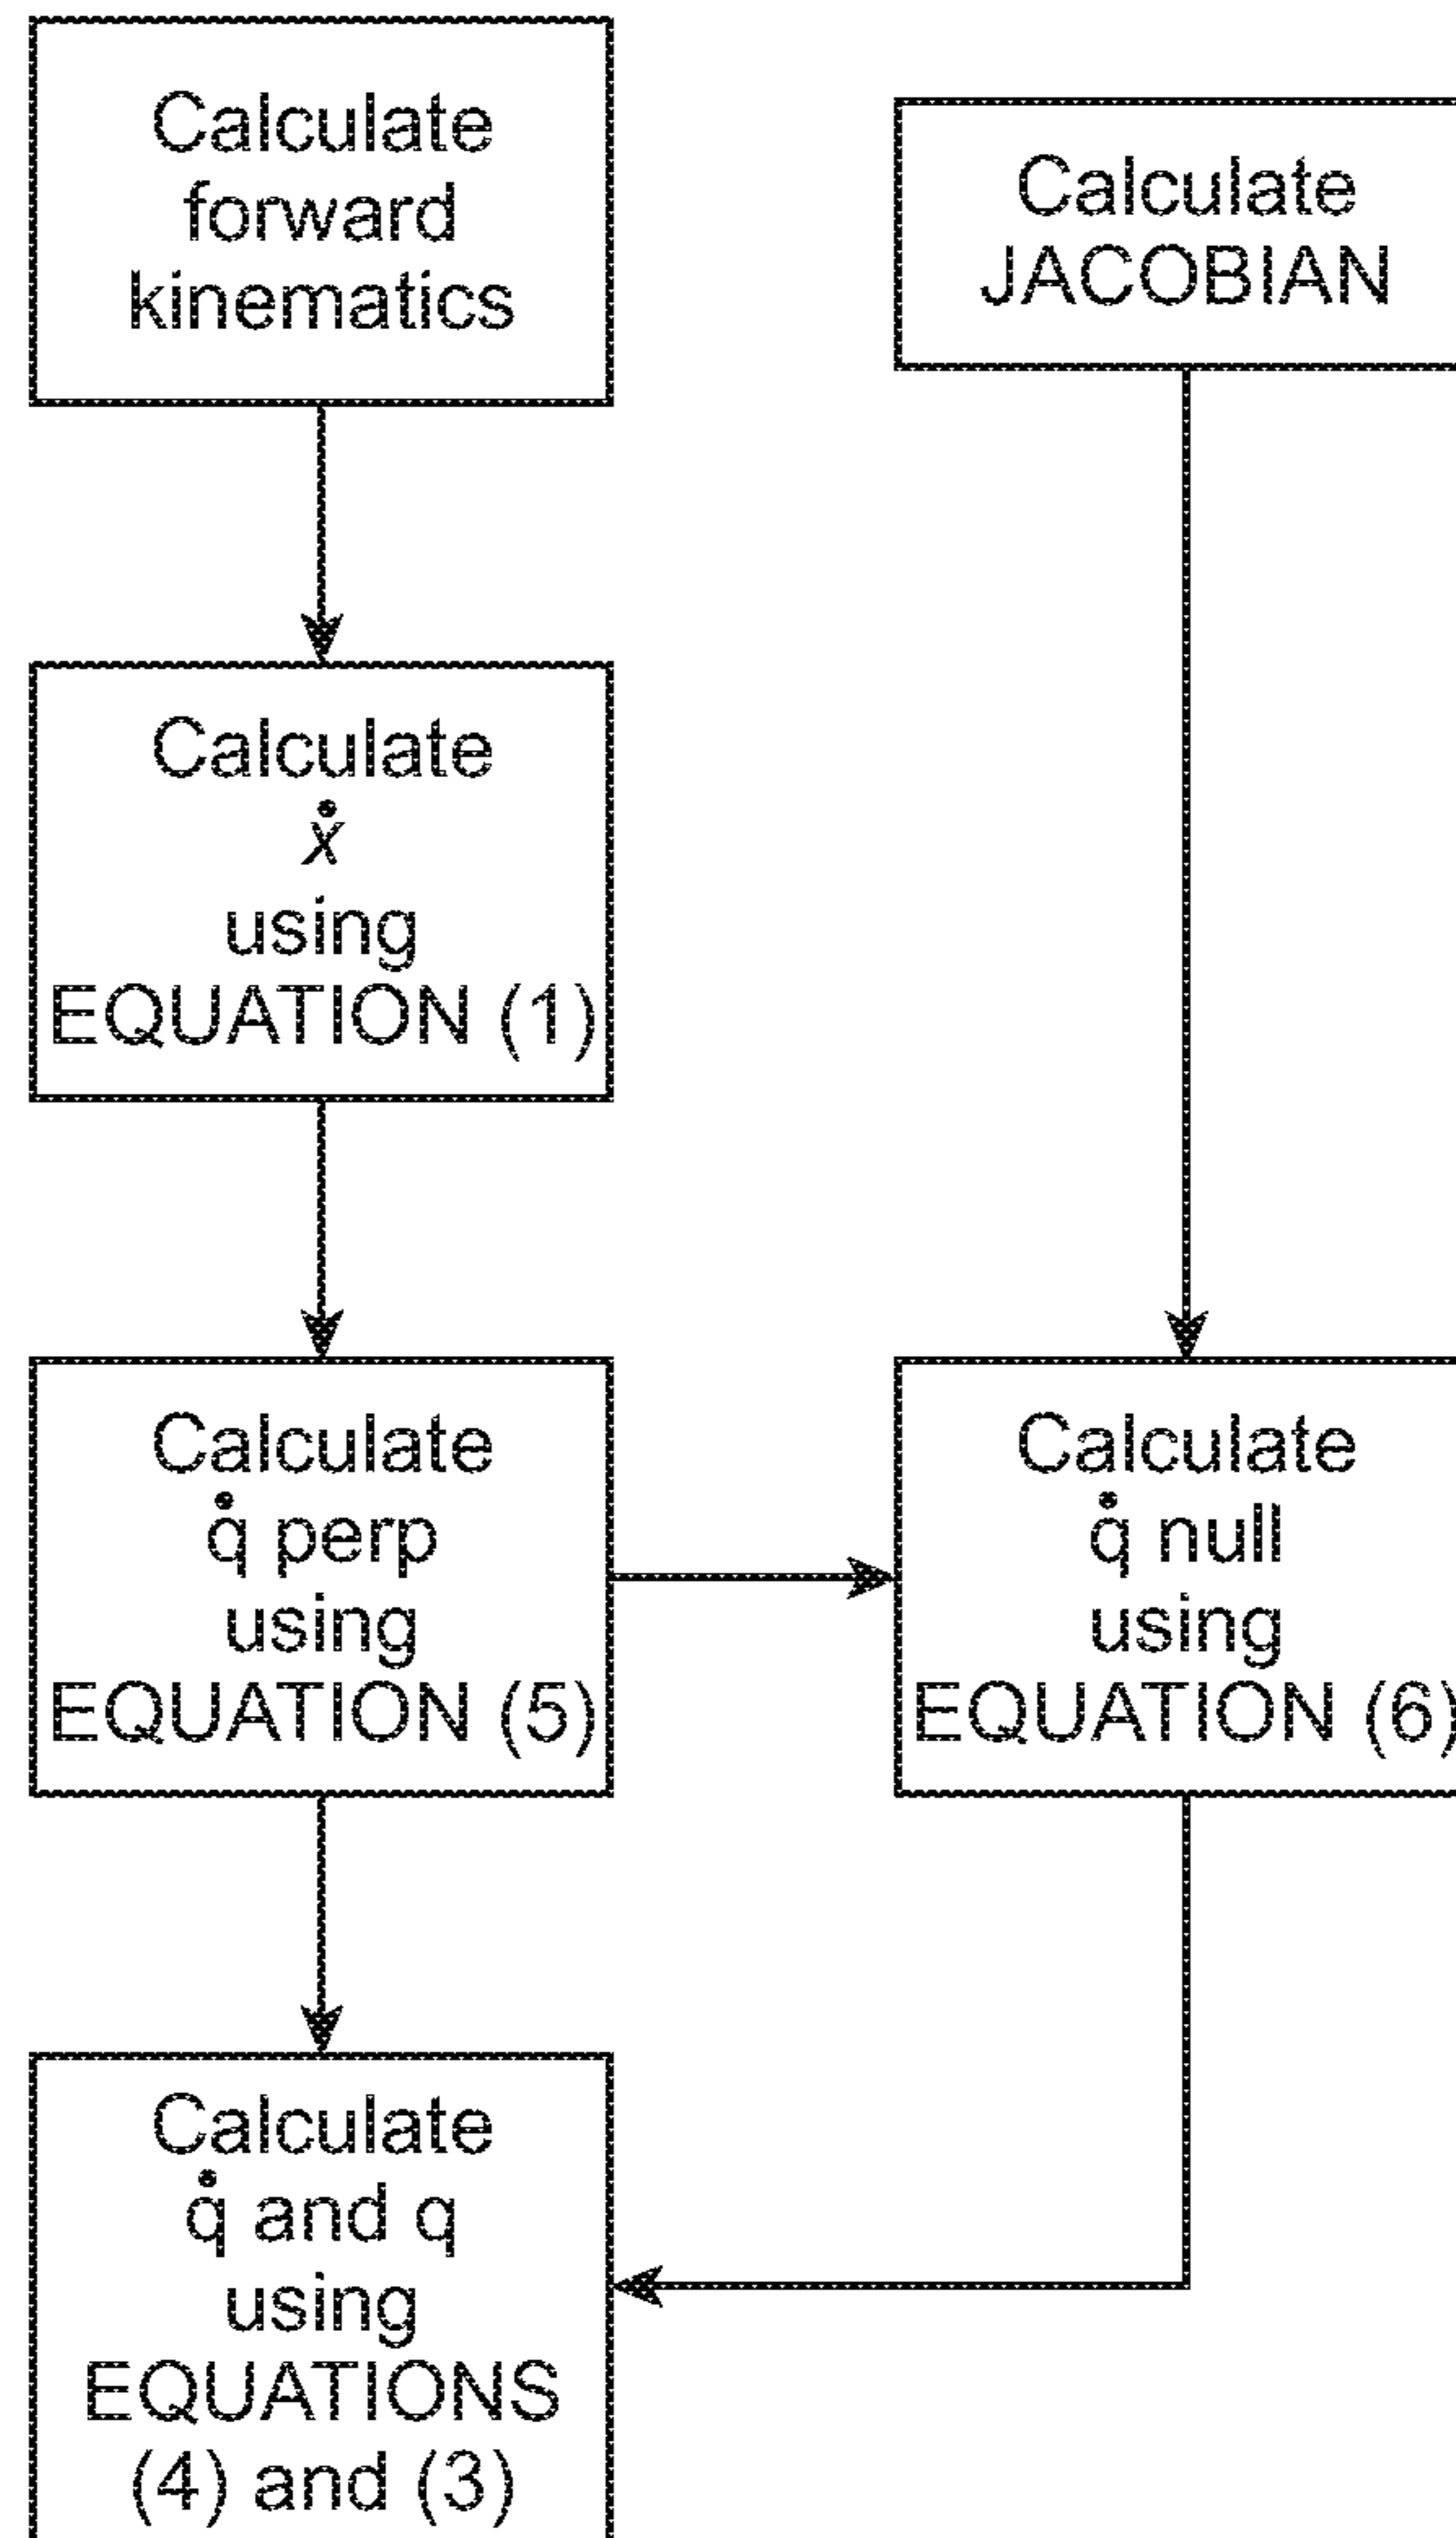 Calculate
forward
kinematics
Calculate
JACOBIAN
Calculate
ẋ
using
EQUATION (1)
Calculate
q̇ perp
using
EQUATION (5)
Calculate
q̇ null
using
EQUATION (6)
Calculate
q̇ and q
using
EQUATIONS
(4) and (3)